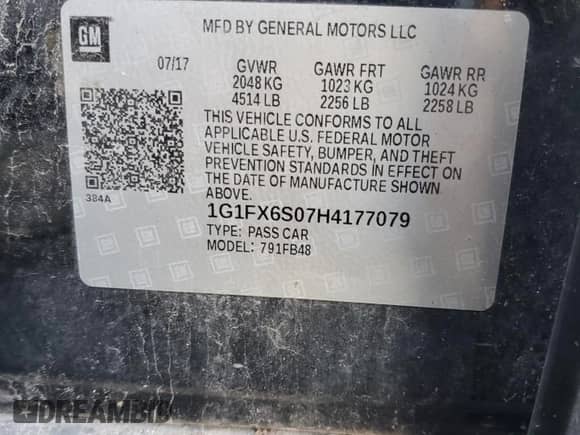 GM
MFD BY GENERAL MOTORS LLC
07/17 GVWR GAWR FRT GAWR RR
2048 KG 1023 KG 1024 KG
4514 LB 2256 LB 2258 LB
THIS VEHICLE CONFORMS TO ALL
APPLICABLE U.S. FEDERAL MOTOR
VEHICLE SAFETY, BUMPER, AND THEFT
PREVENTION STANDARDS IN EFFECT ON
THE DATE OF MANUFACTURE SHOWN
ABOVE.
384A
1G1FX6S07H4177079
TYPE: PASS CAR
MODEL: 791FB48
DREAMBID